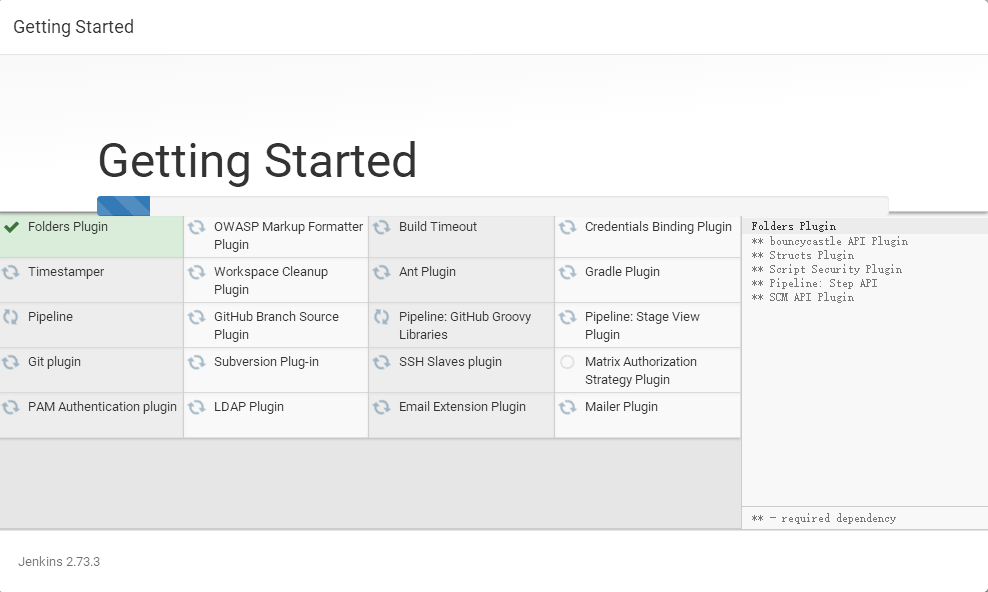 Getting Started
Getting Started
Folders Plugin
OWASP Markup Formatter
Plugin
Build Timeout
Credentials Binding Plugin
Timestamper
Workspace Cleanup
Plugin
Ant Plugin
Gradle Plugin
Pipeline
GitHub Branch Source
Plugin
Pipeline: GitHub Groovy
Libraries
Pipeline: Stage View
Plugin
Git plugin
Subversion Plug-in
SSH Slaves plugin
Matrix Authorization
Strategy Plugin
PAM Authentication plugin
LDAP Plugin
Email Extension Plugin
Mailer Plugin
Folders Plugin
** bouncycastle API Plugin
** Structs Plugin
** Script Security Plugin
** Pipeline: Step API
** SCM API Plugin
** - required dependency
Jenkins 2.73.3